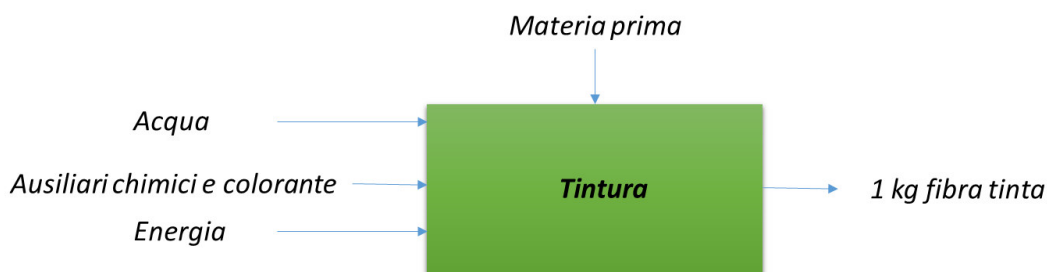 Materia prima
Acqua
Ausiliari chimici e colorante
Tintura
1 kg fibra tinta
Energia